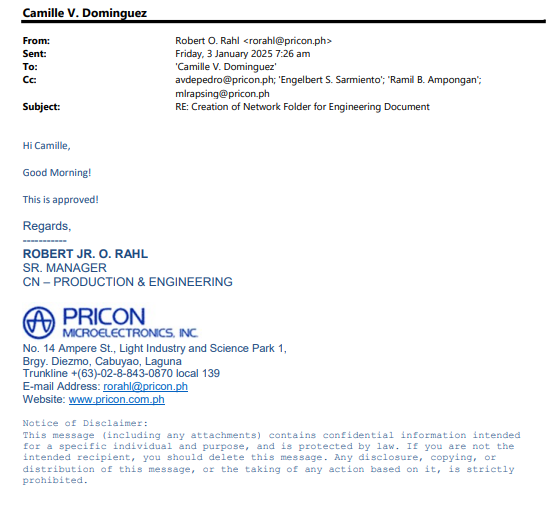 Camille V. Dominguez
From: Robert O. Rahl <rorahl@pricon.ph>
Sent: Friday, 3 January 2025 7:26 am
To: 'Camille V. Dominguez'
Cc: avdepedro@pricon.ph; 'Engelbert S. Sarmiento'; 'Ramil B. Ampongan';
mlrapsing@pricon.ph
Subject: RE: Creation of Network Folder for Engineering Document
Hi Camille,
Good Morning!
This is approved!
Regards,
-----------
ROBERT JR. O. RAHL
SR. MANAGER
CN – PRODUCTION & ENGINEERING
PRICON
MICROELECTRONICS, INC.
No. 14 Ampere St., Light Industry and Science Park 1,
Brgy. Diezmo, Cabuyao, Laguna
Trunkline +(63)-02-8-843-0870 local 139
E-mail Address: rorahl@pricon.ph
Website: www.pricon.com.ph
Notice of Disclaimer:
This message (including any attachments) contains confidential information intended
for a specific individual and purpose, and is protected by law. If you are not the
intended recipient, you should delete this message. Any disclosure, copying, or
distribution of this message, or the taking of any action based on it, is strictly
prohibited.